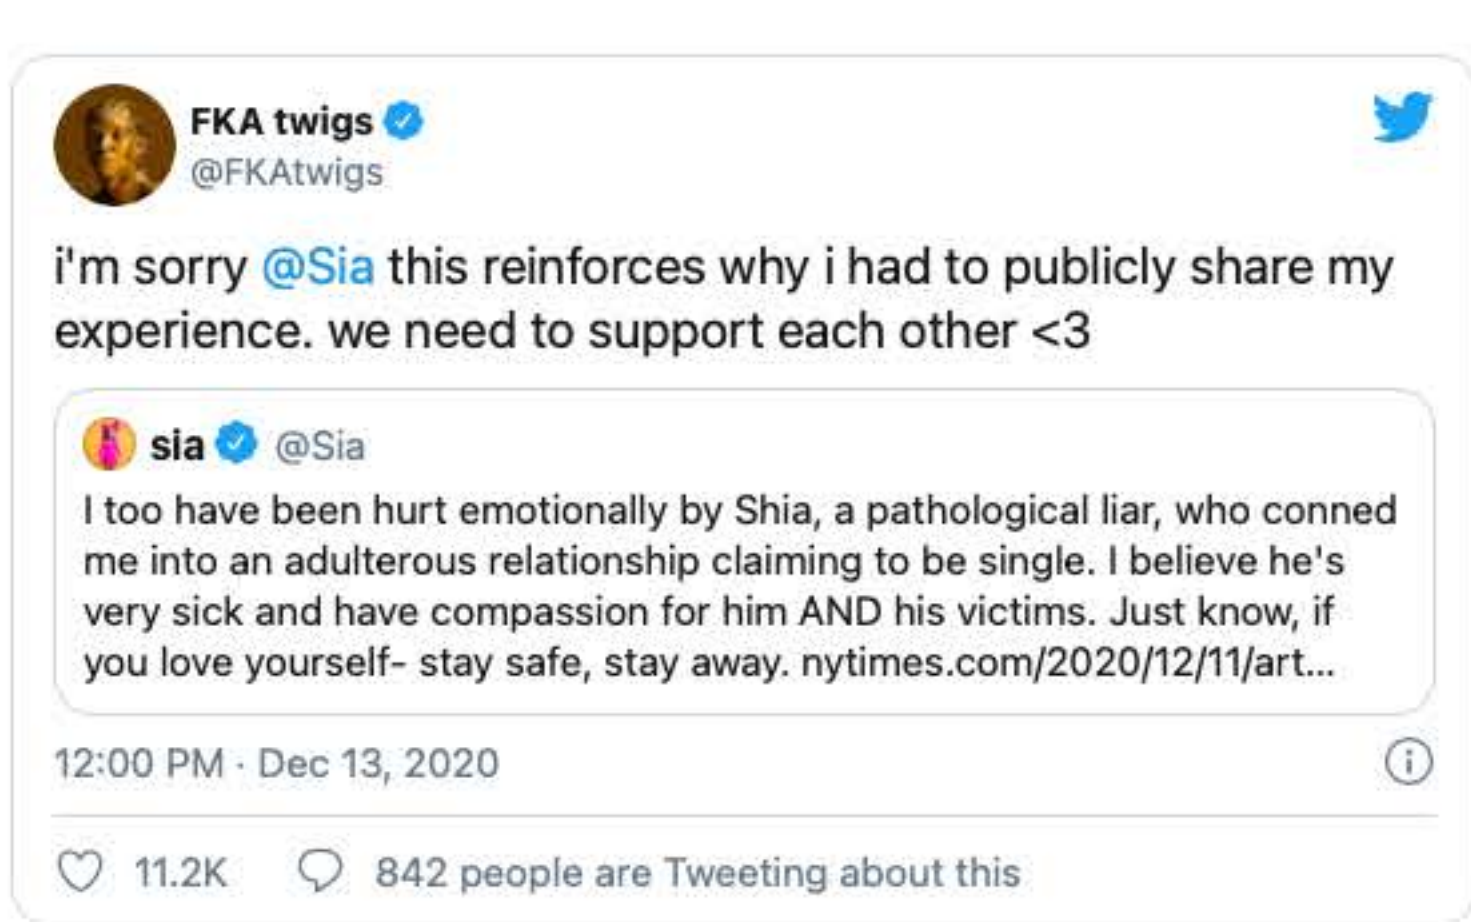 FKA twigs
@FKAtwigs
i'm sorry @Sia this reinforces why i had to publicly share my
experience. we need to support each other <3
sia @Sia
I too have been hurt emotionally by Shia, a pathological liar, who conned
me into an adulterous relationship claiming to be single. I believe he's
very sick and have compassion for him AND his victims. Just know, if
you love yourself- stay safe, stay away. nytimes.com/2020/12/11/art...
12:00 PM · Dec 13, 2020
11.2K 842 people are Tweeting about this